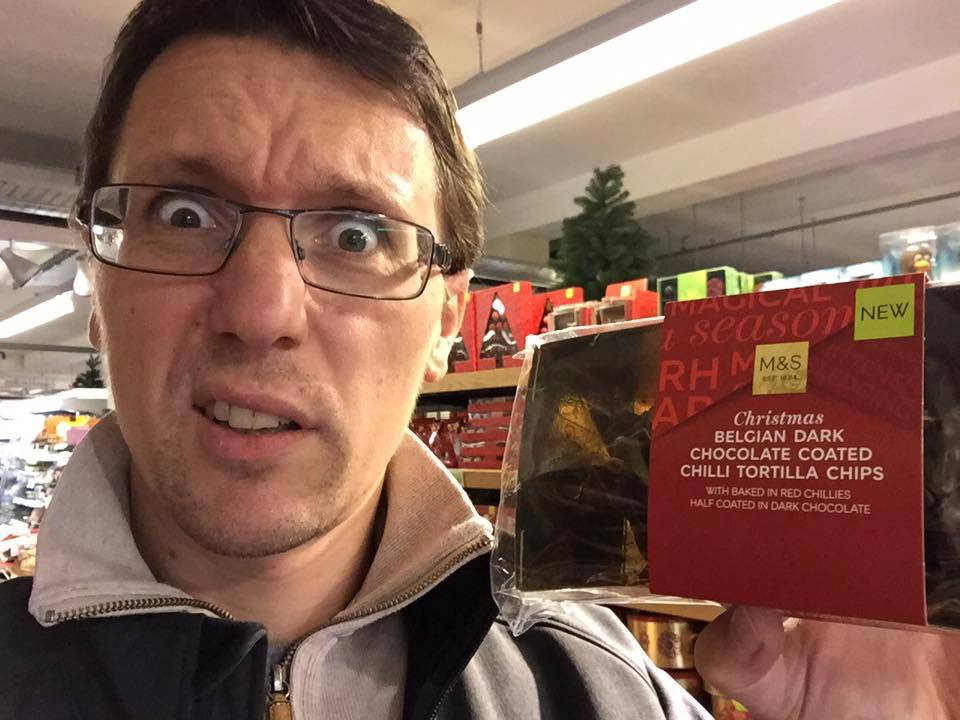 MAGICAL
season
NEW
M&S
EST. 1884
Christmas
BELGIAN DARK
CHOCOLATE COATED
CHILLI TORTILLA CHIPS
WITH BAKED IN RED CHILLIES
HALF COATED IN DARK CHOCOLATE